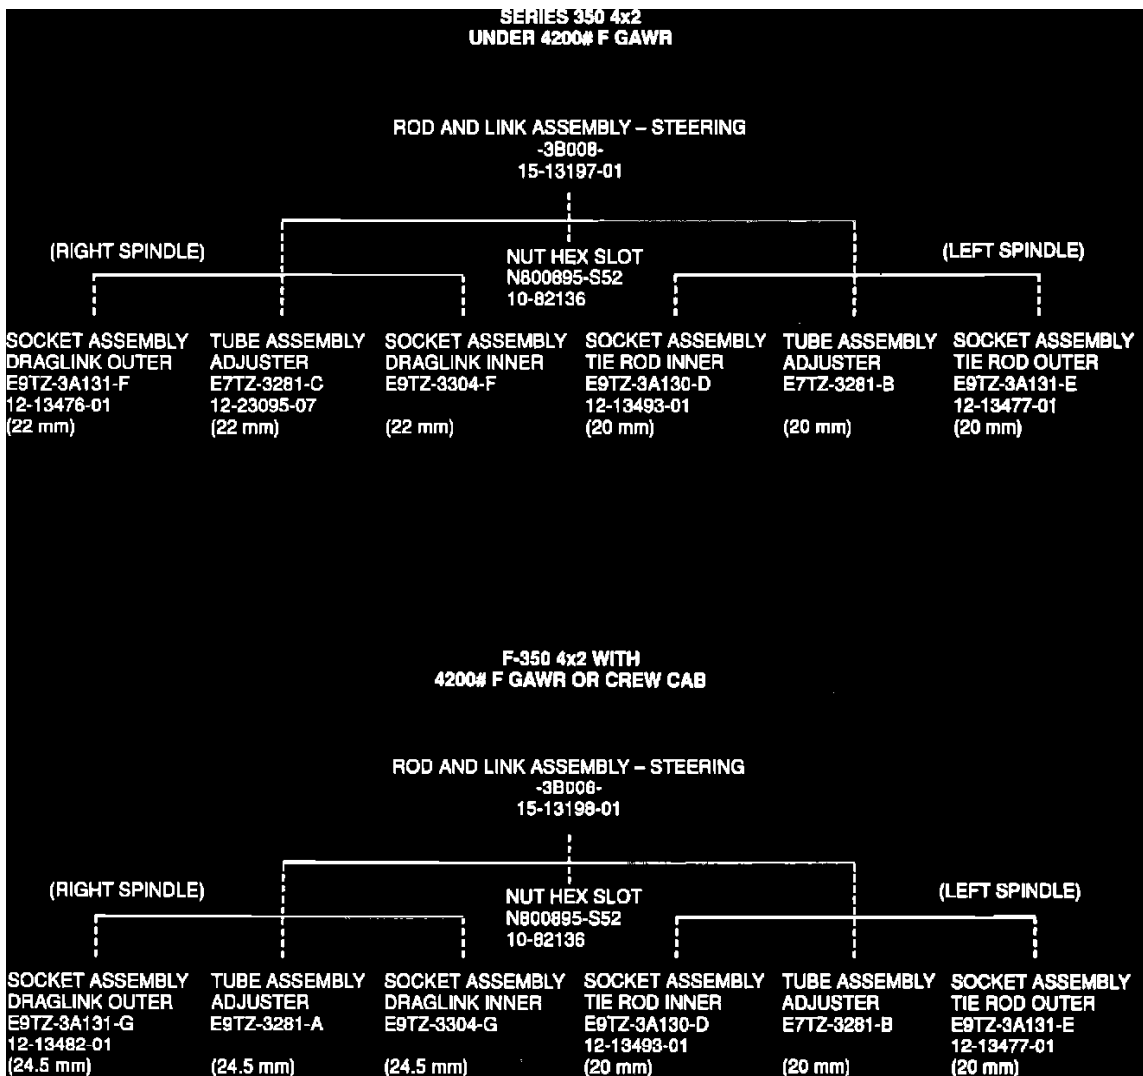 SERIES 350 4x2
UNDER 4200# F GAWR
ROD AND LINK ASSEMBLY – STEERING
-3B008-
15-13197-01
(RIGHT SPINDLE)
NUT HEX SLOT
N800895-S52
10-82136
(LEFT SPINDLE)
SOCKET ASSEMBLY
DRAGLINK OUTER
E9TZ-3A131-F
12-13476-01
(22 mm)
TUBE ASSEMBLY
ADJUSTER
E7TZ-3281-C
12-23095-07
(22 mm)
SOCKET ASSEMBLY
DRAGLINK INNER
E9TZ-3304-F
(22 mm)
SOCKET ASSEMBLY
TIE ROD INNER
E9TZ-3A130-D
12-13493-01
(20 mm)
TUBE ASSEMBLY
ADJUSTER
E7TZ-3281-B
(20 mm)
SOCKET ASSEMBLY
TIE ROD OUTER
E9TZ-3A131-E
12-13477-01
(20 mm)
F-350 4x2 WITH
4200# F GAWR OR CREW CAB
ROD AND LINK ASSEMBLY – STEERING
-3B008-
15-13198-01
(RIGHT SPINDLE)
NUT HEX SLOT
N800895-S52
10-82136
(LEFT SPINDLE)
SOCKET ASSEMBLY
DRAGLINK OUTER
E9TZ-3A131-G
12-13482-01
(24.5 mm)
TUBE ASSEMBLY
ADJUSTER
E9TZ-3281-A
(24.5 mm)
SOCKET ASSEMBLY
DRAGLINK INNER
E9TZ-3304-G
(24.5 mm)
SOCKET ASSEMBLY
TIE ROD INNER
E9TZ-3A130-D
12-13493-01
(20 mm)
TUBE ASSEMBLY
ADJUSTER
E7TZ-3281-B
(20 mm)
SOCKET ASSEMBLY
TIE ROD OUTER
E9TZ-3A131-E
12-13477-01
(20 mm)